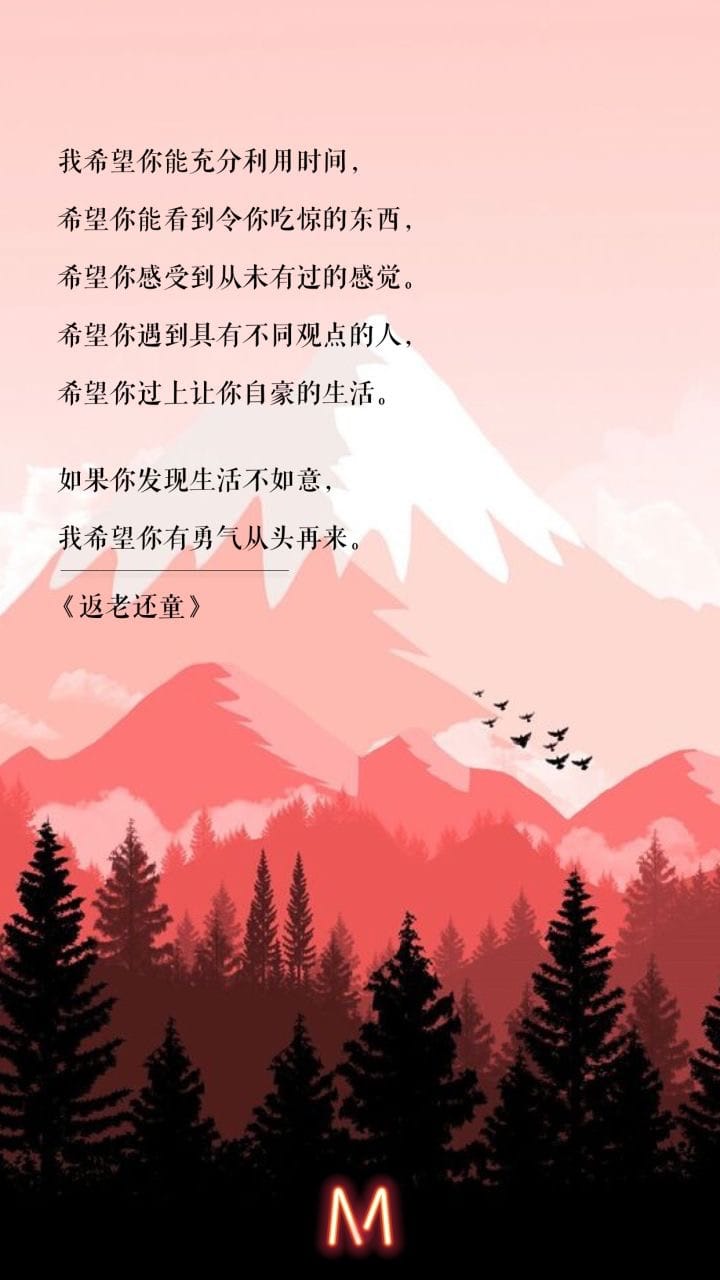 我希望你能充分利用时间，
希望你能看到令你吃惊的东西，
希望你感受到从未有过的感觉。
希望你遇到具有不同观点的人，
希望你过上让你自豪的生活。
如果你发现生活不如意，
我希望你有勇气从头再来。
《返老还童》
M